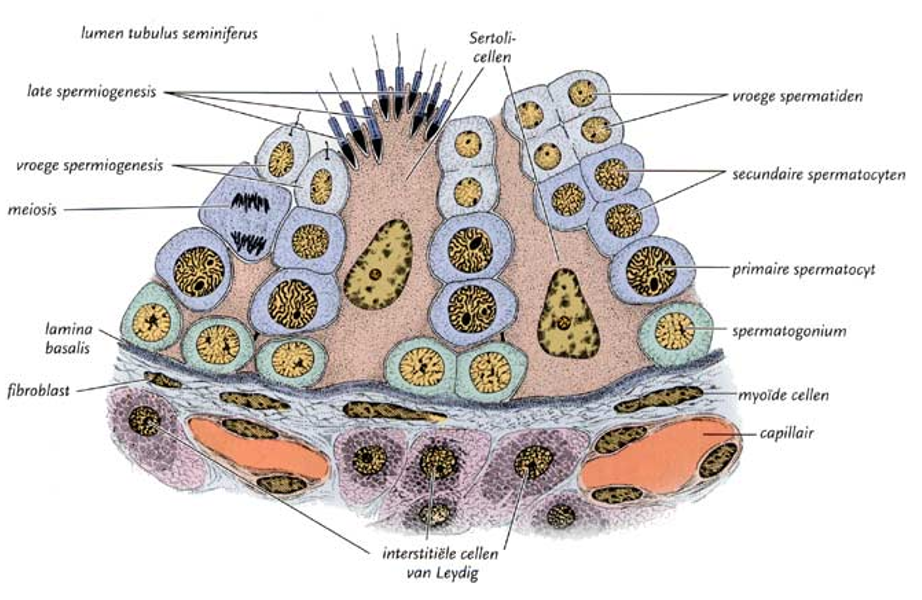 lumen tubulus seminiferus
Sertoli-
cellen
late spermiogenesis
vroege spermatiden
vroege spermiogenesis
secundaire spermatocyten
meiosis
primaire spermatocyt
lamina
basalis
spermatogonium
fibroblast
myoïde cellen
capillair
interstitiële cellen
van Leydig